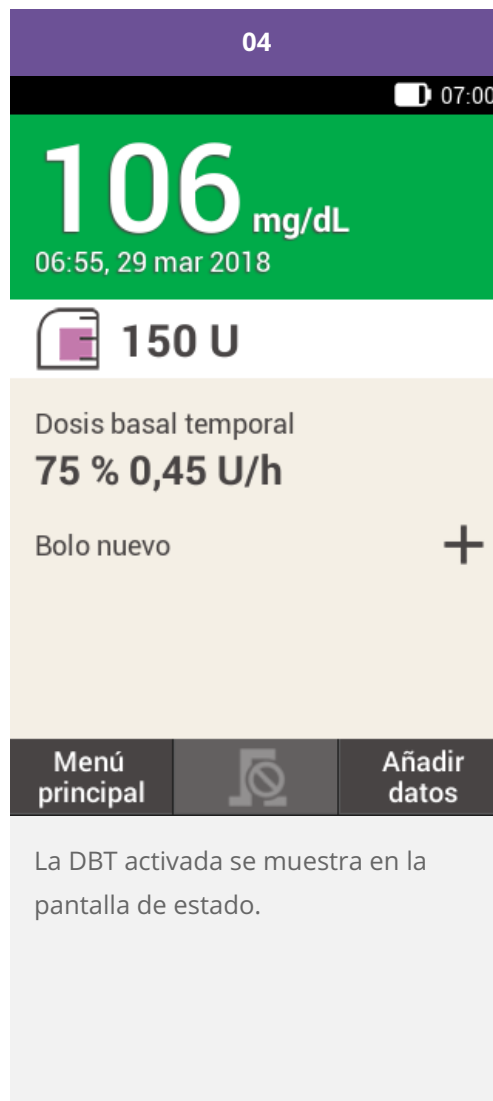 04
07:00
106 mg/dL
06:55, 29 mar 2018
150 U
Dosis basal temporal
75 % 0,45 U/h
Bolo nuevo
Menú
principal
Añadir
datos
La DBT activada se muestra en la
pantalla de estado.